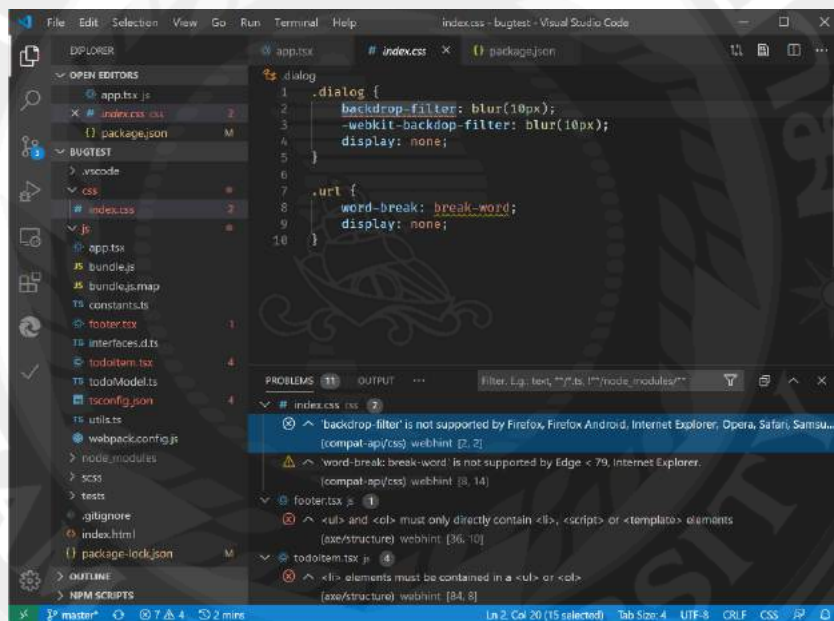 File Edit Selection View Go Run Terminal Help index.css - bugtest - Visual Studio Code
EXPLORER
OPEN EDITORS
app.tsx js
# index.css css 2
{} package.json M
BUGTEST
.vscode
css
# index.css 2
js
app.tsx
JS bundle.js
JS bundle.js.map
TS constants.ts
footer.tsx 1
TS interfaces.d.ts
todoItem.tsx 4
TS todoModel.ts
tsconfig.json 4
TS utils.ts
webpack.config.js
node_modules
scss
tests
.gitignore
index.html
{} package-lock.json M
OUTLINE
NPM SCRIPTS
app.tsx # index.css {} package.json
.dialog
1 .dialog {
2 backdrop-filter: blur(10px);
3 -webkit-backdop-filter: blur(10px);
4 display: none;
5 }
6
7 .url {
8 word-break: break-word;
9 display: none;
10 }
PROBLEMS 11 OUTPUT ··· Filter. E.g.: text, **/*.ts, !**/node_modules/**
# index.css css 2
'backdrop-filter' is not supported by Firefox, Firefox Android, Internet Explorer, Opera, Safari, Samsu...
(compat-api/css) webhint [2, 2]
'word-break: break-word' is not supported by Edge < 79, Internet Explorer.
(compat-api/css) webhint [8, 14]
footer.tsx js 1
<ul> and <ol> must only directly contain <li>, <script> or <template> elements
(axe/structure) webhint [36, 10]
todoItem.tsx js 4
<li> elements must be contained in a <ul> or <ol>
(axe/structure) webhint [84, 8]
master* 7 4 2 mins Ln 2, Col 20 (15 selected) Tab Size: 4 UTF-8 CRLF CSS